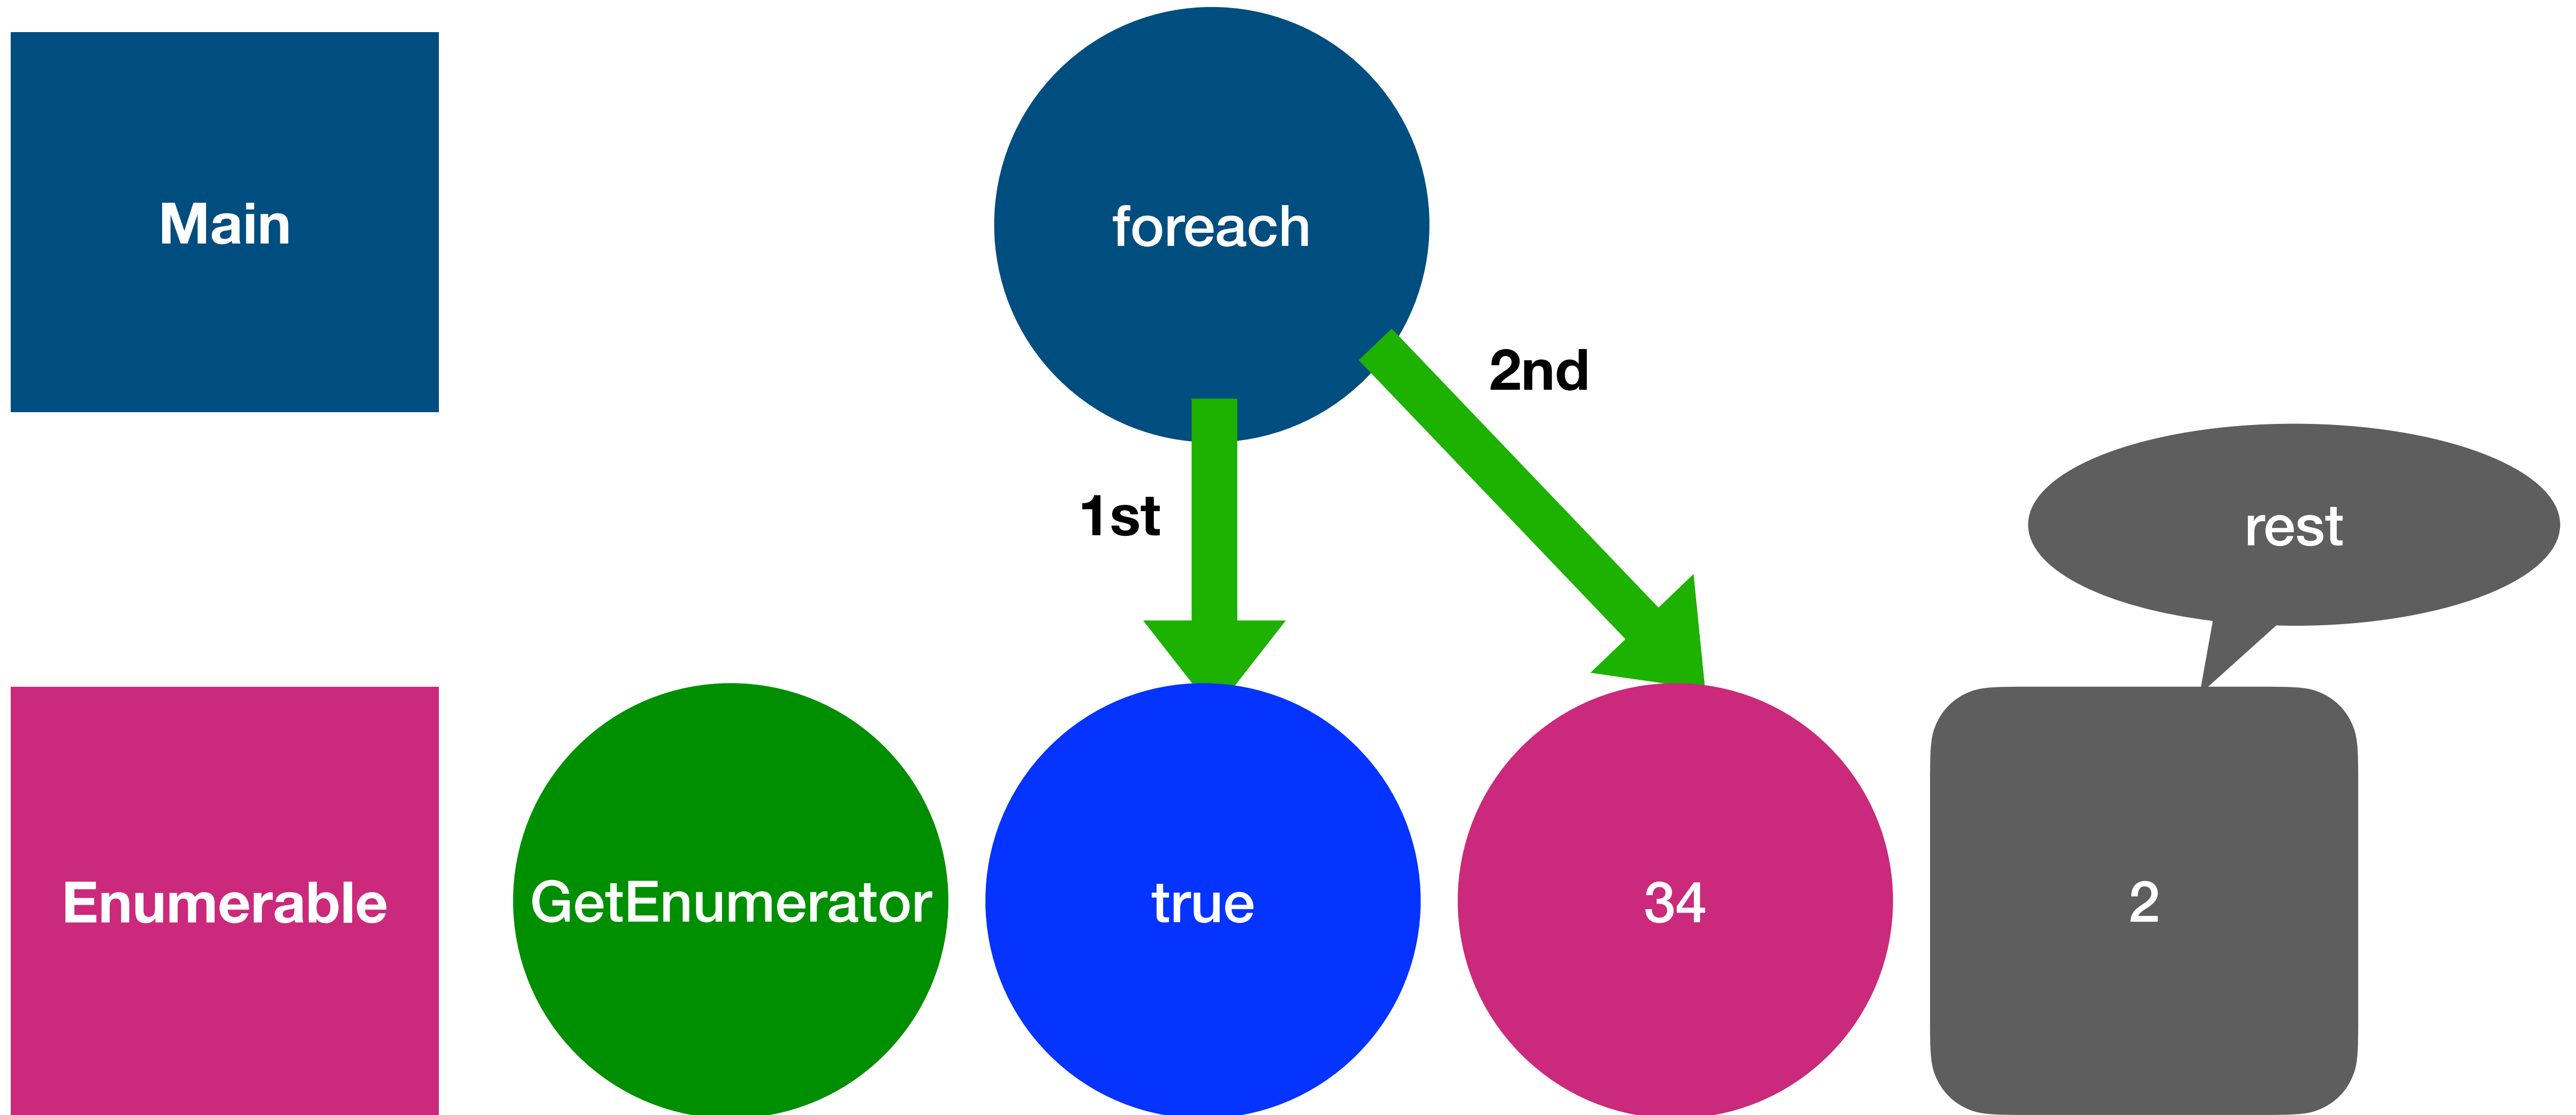 Main
foreach
2nd
1st
rest
Enumerable
GetEnumerator
true
34
2